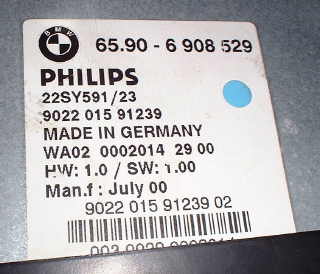 BMW
65.90 - 6 908 529
PHILIPS
22SY591/23
9022 015 91239
MADE IN GERMANY
WA02 0002014 29 00
HW: 1.0 / SW: 1.00
Man.f : July 00
9022 015 91239 02